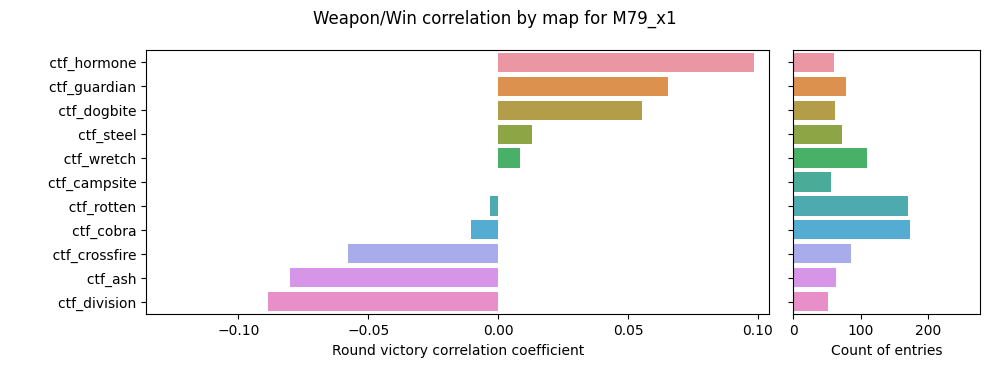 Weapon/Win correlation by map for M79_x1
ctf_hormone
ctf_guardian
ctf_dogbite
ctf_steel
ctf_wretch
ctf_campsite
ctf_rotten
ctf_cobra
ctf_crossfire
ctf_ash
ctf_division
−0.10 −0.05 0.00 0.05 0.10
Round victory correlation coefficient
0 100 200
Count of entries